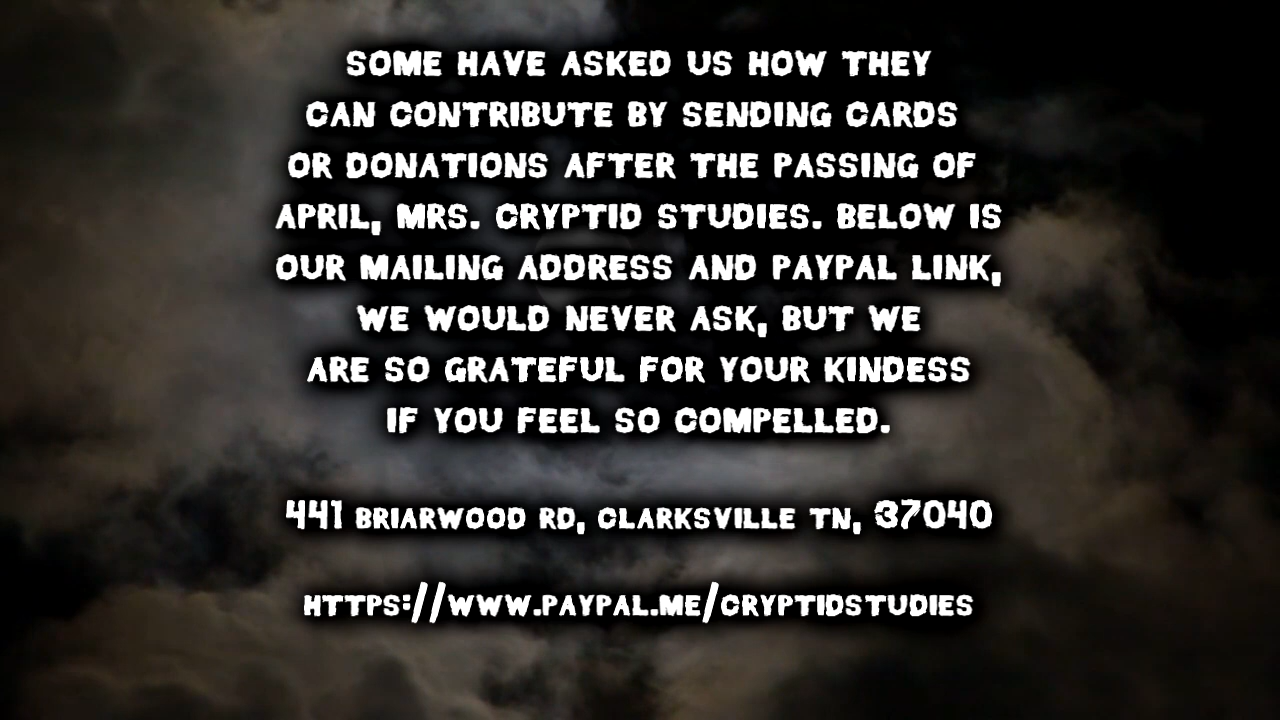 SOME HAVE ASKED US HOW THEY
CAN CONTRIBUTE BY SENDING CARDS
OR DONATIONS AFTER THE PASSING OF
APRIL, MRS. CRYPTID STUDIES. BELOW IS
OUR MAILING ADDRESS AND PAYPAL LINK,
WE WOULD NEVER ASK, BUT WE
ARE SO GRATEFUL FOR YOUR KINDESS
IF YOU FEEL SO COMPELLED.
441 BRIARWOOD RD, CLARKSVILLE TN, 37040
HTTPS://WWW.PAYPAL.ME/CRYPTIDSTUDIES